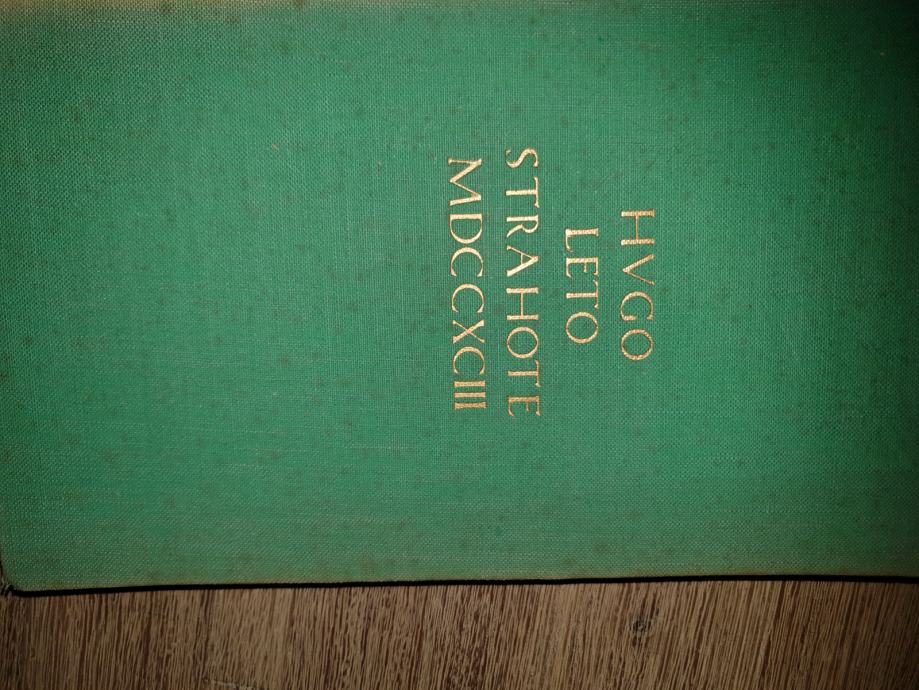 HVGO
LETO
STRAHOTE
MDCCXCIII